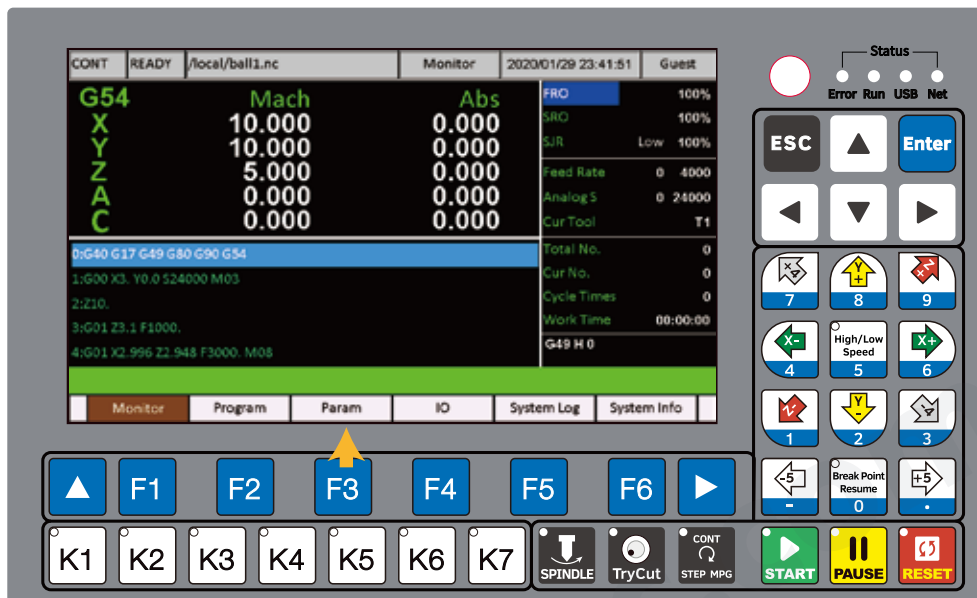 CONT READY /local/ball1.nc Monitor 2020/01/29 23:41:51 Guest
G54 Mach Abs
X 10.000 0.000
Y 10.000 0.000
Z 5.000 0.000
A 0.000 0.000
C 0.000 0.000
FRO 100%
SRO 100%
SJR Low 100%
Feed Rate 0 4000
Analog S 0 24000
Cur Tool T1
Total No. 0
Cur No. 0
Cycle Times 0
Work Time 00:00:00
G49 H 0
0:G40 G17 G49 G80 G90 G54
1:G00 X3. Y0.0 S24000 M03
2:Z10.
3:G01 Z3.1 F1000.
4:G01 X2.996 Z2.948 F3000. M08
Monitor Program Param IO System Log System Info
F1 F2 F3 F4 F5 F6
K1 K2 K3 K4 K5 K6 K7
SPINDLE TryCut CONT STEP MPG
START PAUSE RESET
Status
Error Run USB Net
ESC Enter
7 Y+ 8 9
X- 4 High/Low Speed 5 X+ 6
1 Y- 2 3
-5 - Break Point Resume 0 +5 .